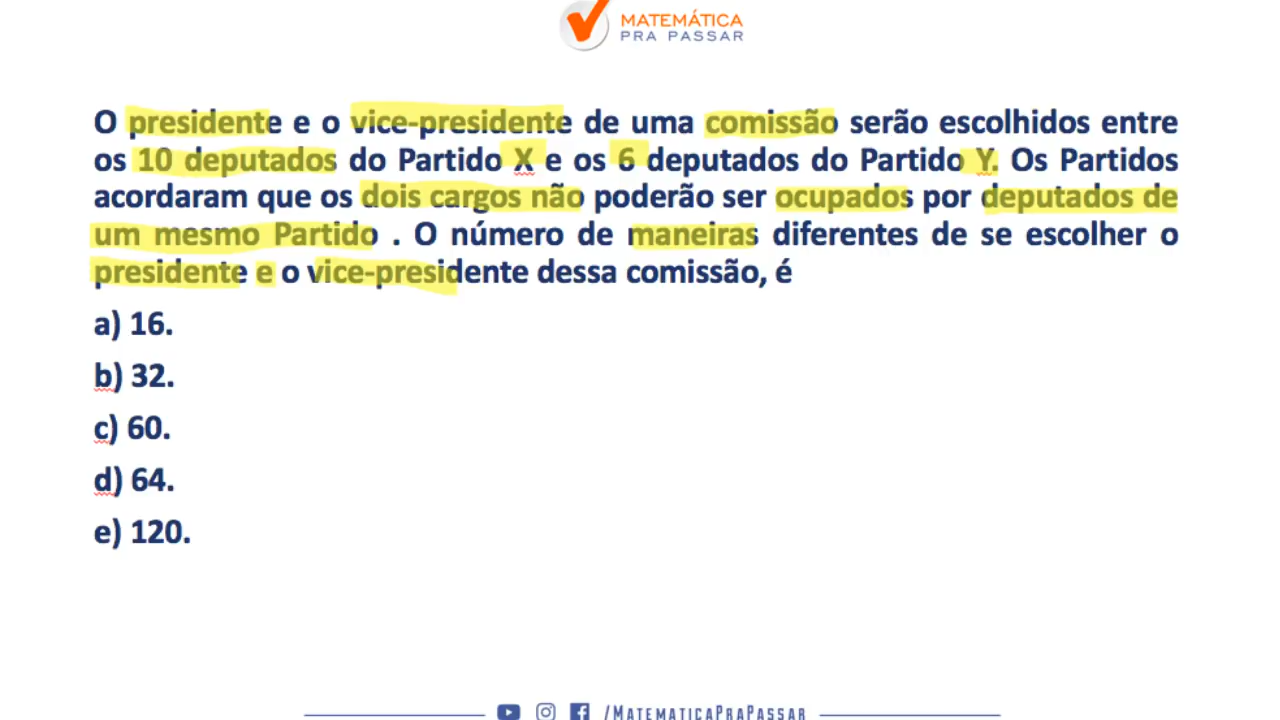 MATEMÁTICA
PRA PASSAR
O presidente e o vice-presidente de uma comissão serão escolhidos entre
os 10 deputados do Partido X e os 6 deputados do Partido Y. Os Partidos
acordaram que os dois cargos não poderão ser ocupados por deputados de
um mesmo Partido . O número de maneiras diferentes de se escolher o
presidente e o vice-presidente dessa comissão, é
a) 16.
b) 32.
c) 60.
d) 64.
e) 120.
/MATEMATICAPRAPASSAR